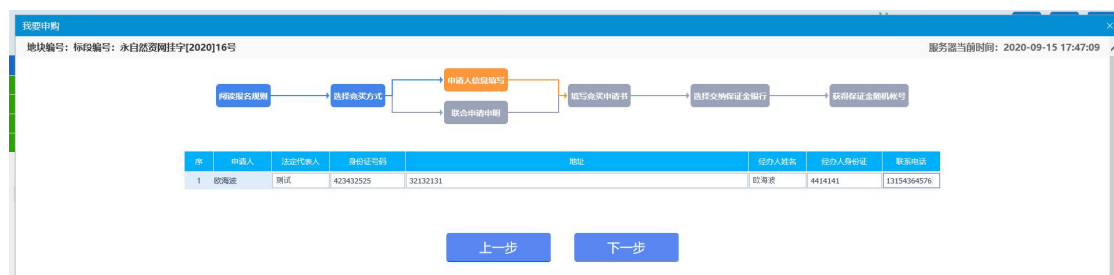 我要申购
×
地块编号：标段编号：永自然资网挂字[2020]16号
服务器当前时间：2020-09-15 17:47:09
阅读报名规则
选择竞买方式
申请人信息填写
联合申请申明
填写竞买申请书
选择交纳保证金银行
获得保证金随机帐号
序 申请人 法定代表人 身份证号码 地址 经办人姓名 经办人身份证 联系电话
1 欧海波 测试 423432525 32132131 欧海波 4414141 13154364576
上一步 下一步